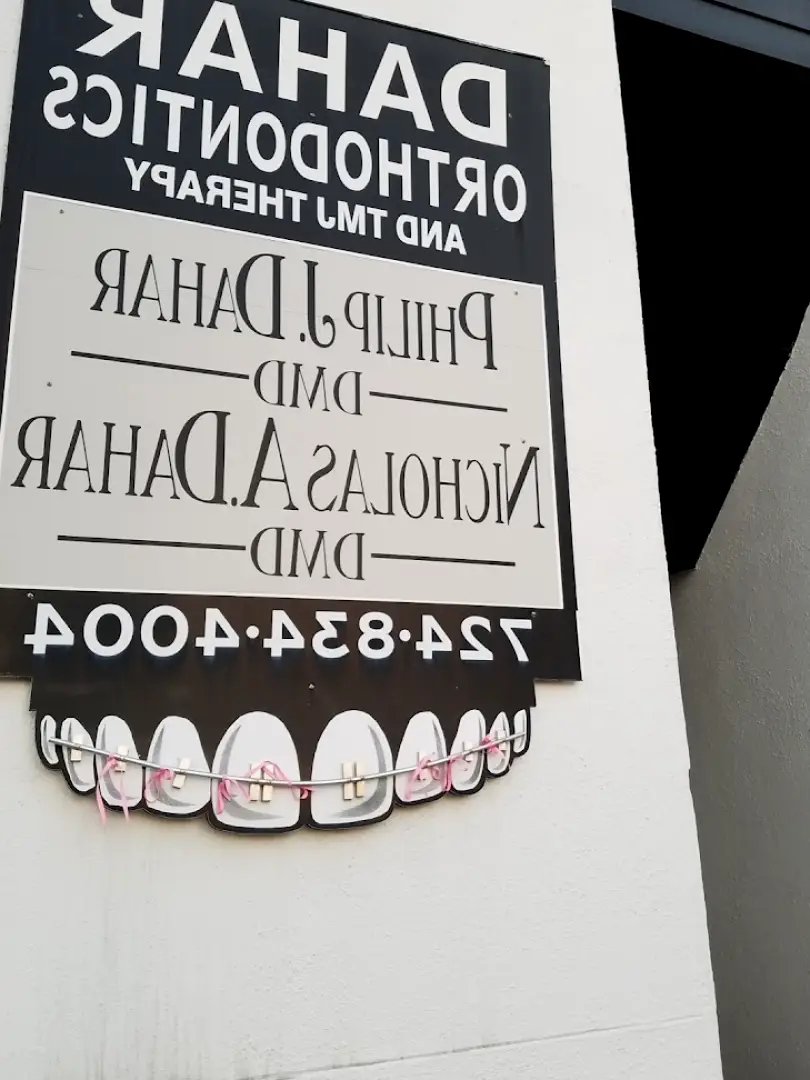 DAHAR
ORTHODONTICS
AND TMJ THERAPY
PHILIP J. DAHAR
DMD
NICHOLAS A. DAHAR
DMD
724·834·4004